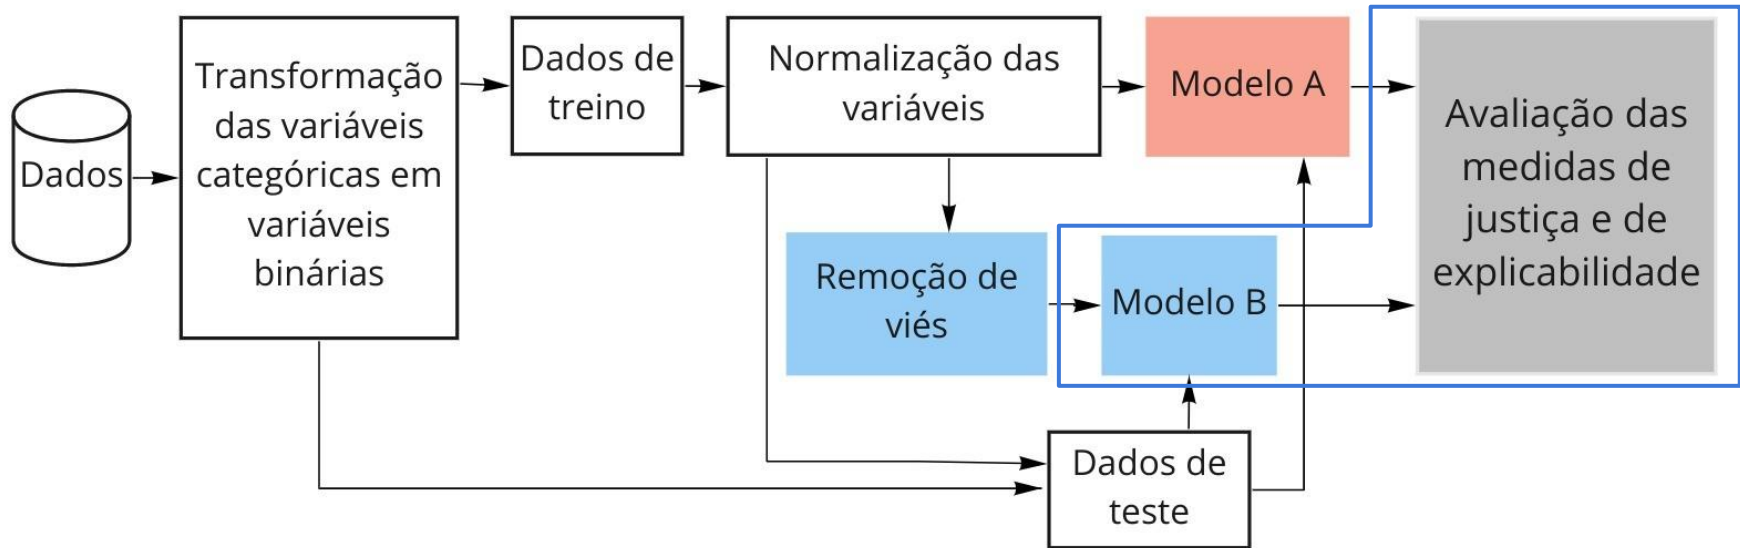 Dados
Transformação
das variáveis
categóricas em
variáveis
binárias
Dados de
treino
Normalização das
variáveis
Modelo A
Avaliação das
medidas de
justiça e de
explicabilidade
Remoção de
viés
Modelo B
Dados de
teste